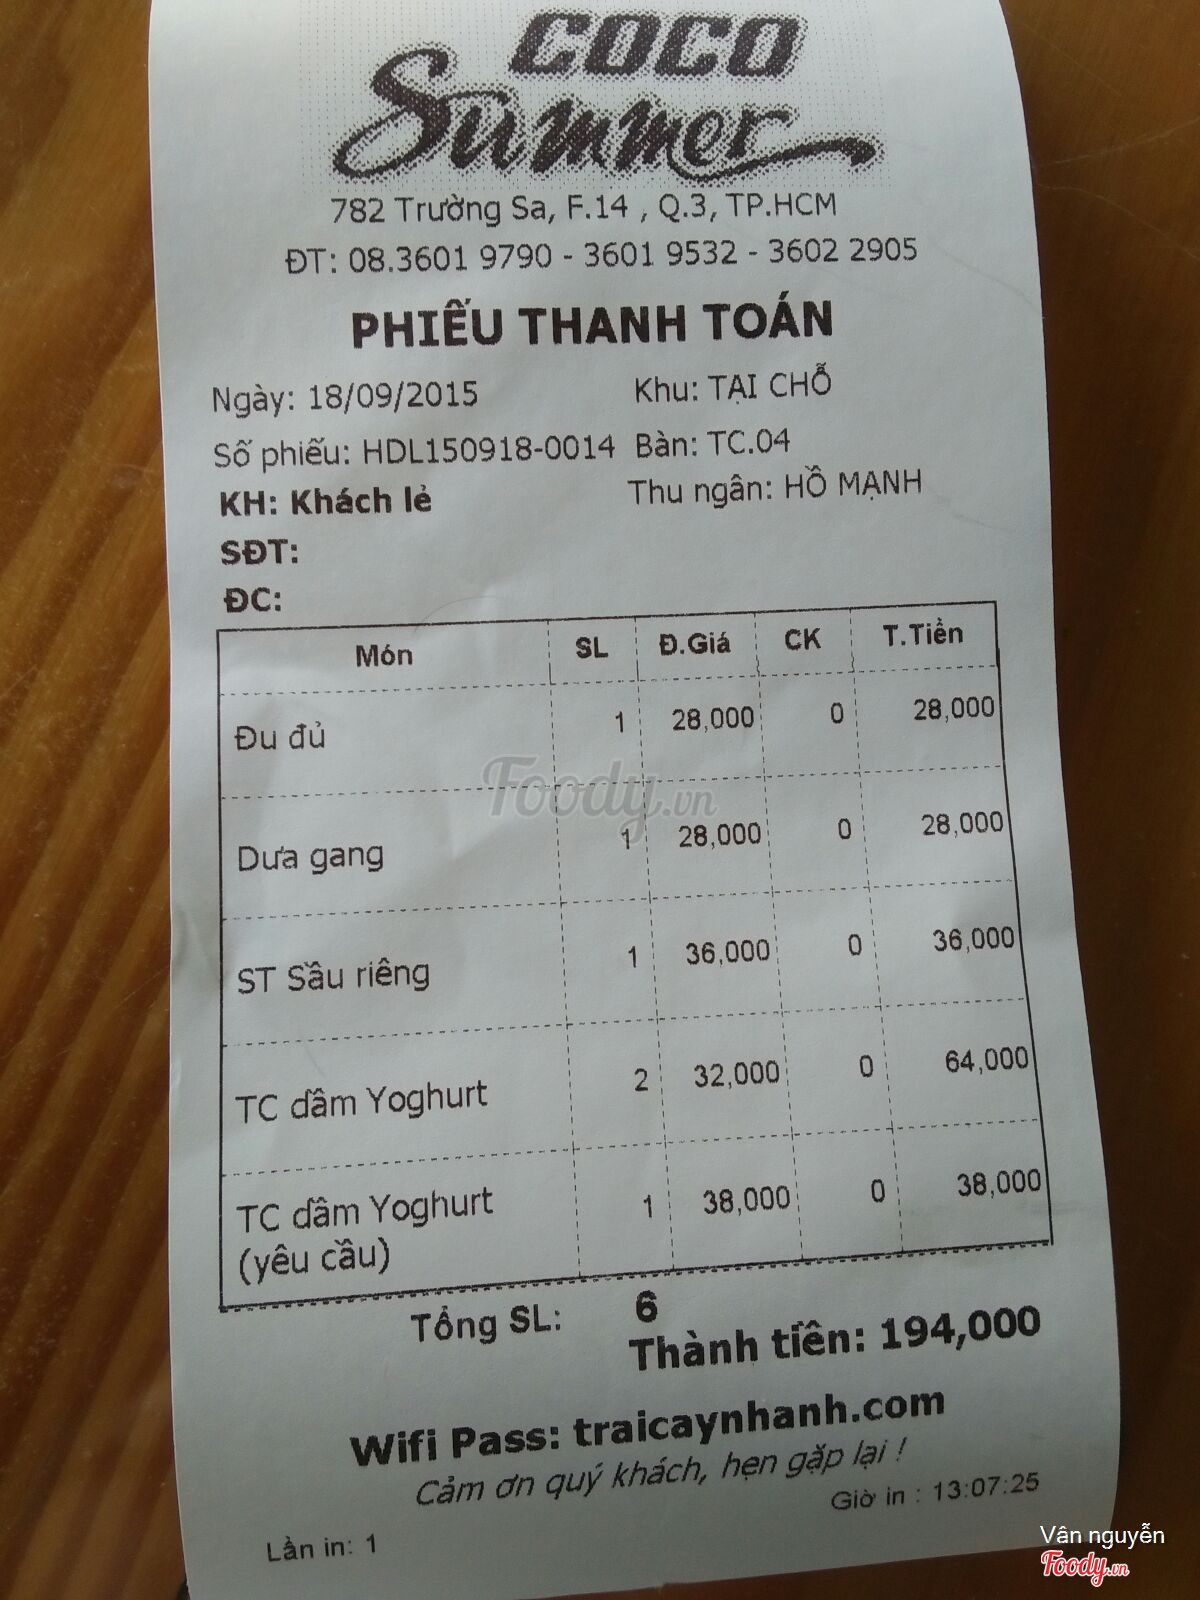 COCO
Summer
782 Trường Sa, F.14 , Q.3, TP.HCM
ĐT: 08.3601 9790 - 3601 9532 - 3602 2905
PHIẾU THANH TOÁN
Ngày: 18/09/2015 Khu: TẠI CHỖ
Số phiếu: HDL150918-0014 Bàn: TC.04
KH: Khách lẻ Thu ngân: HỒ MẠNH
SĐT:
ĐC:
Món SL Đ.Giá CK T.Tiền
Đu đủ 1 28,000 0 28,000
Foody.vn
Dưa gang 1 28,000 0 28,000
ST Sầu riêng 1 36,000 0 36,000
TC dầm Yoghurt 2 32,000 0 64,000
TC dầm Yoghurt 1 38,000 0 38,000
(yêu cầu)
Tổng SL: 6
Thành tiền: 194,000
Wifi Pass: traicaynhanh.com
Cảm ơn quý khách, hẹn gặp lại !
Giờ in : 13:07:25
Lần in: 1
Vân nguyễn
Foody.vn